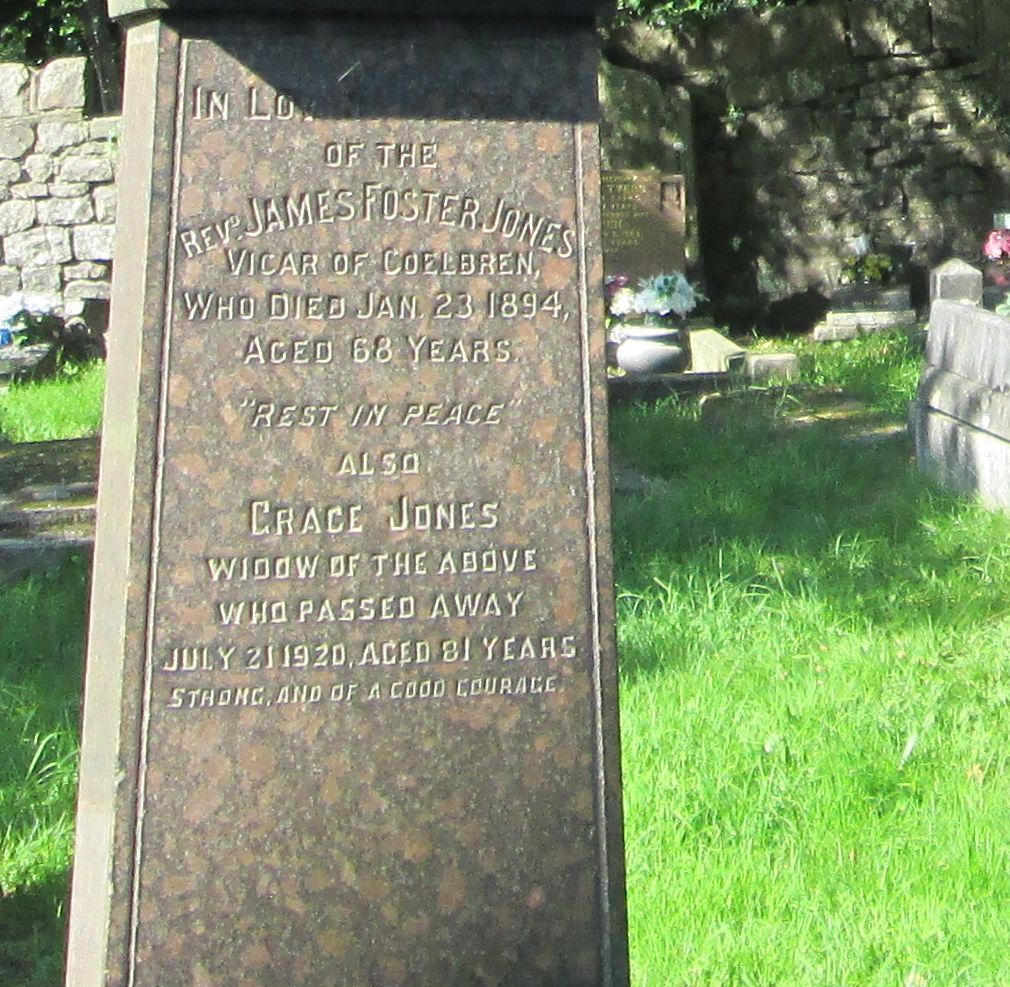 IN LO
OF THE
REVD. JAMES FOSTER JONES
VICAR OF COELBREN,
WHO DIED JAN. 23 1894,
AGED 68 YEARS.
"REST IN PEACE"
ALSO
GRACE JONES
WIDOW OF THE ABOVE
WHO PASSED AWAY
JULY 21 1920, AGED 81 YEARS
STRONG, AND OF A GOOD COURAGE.